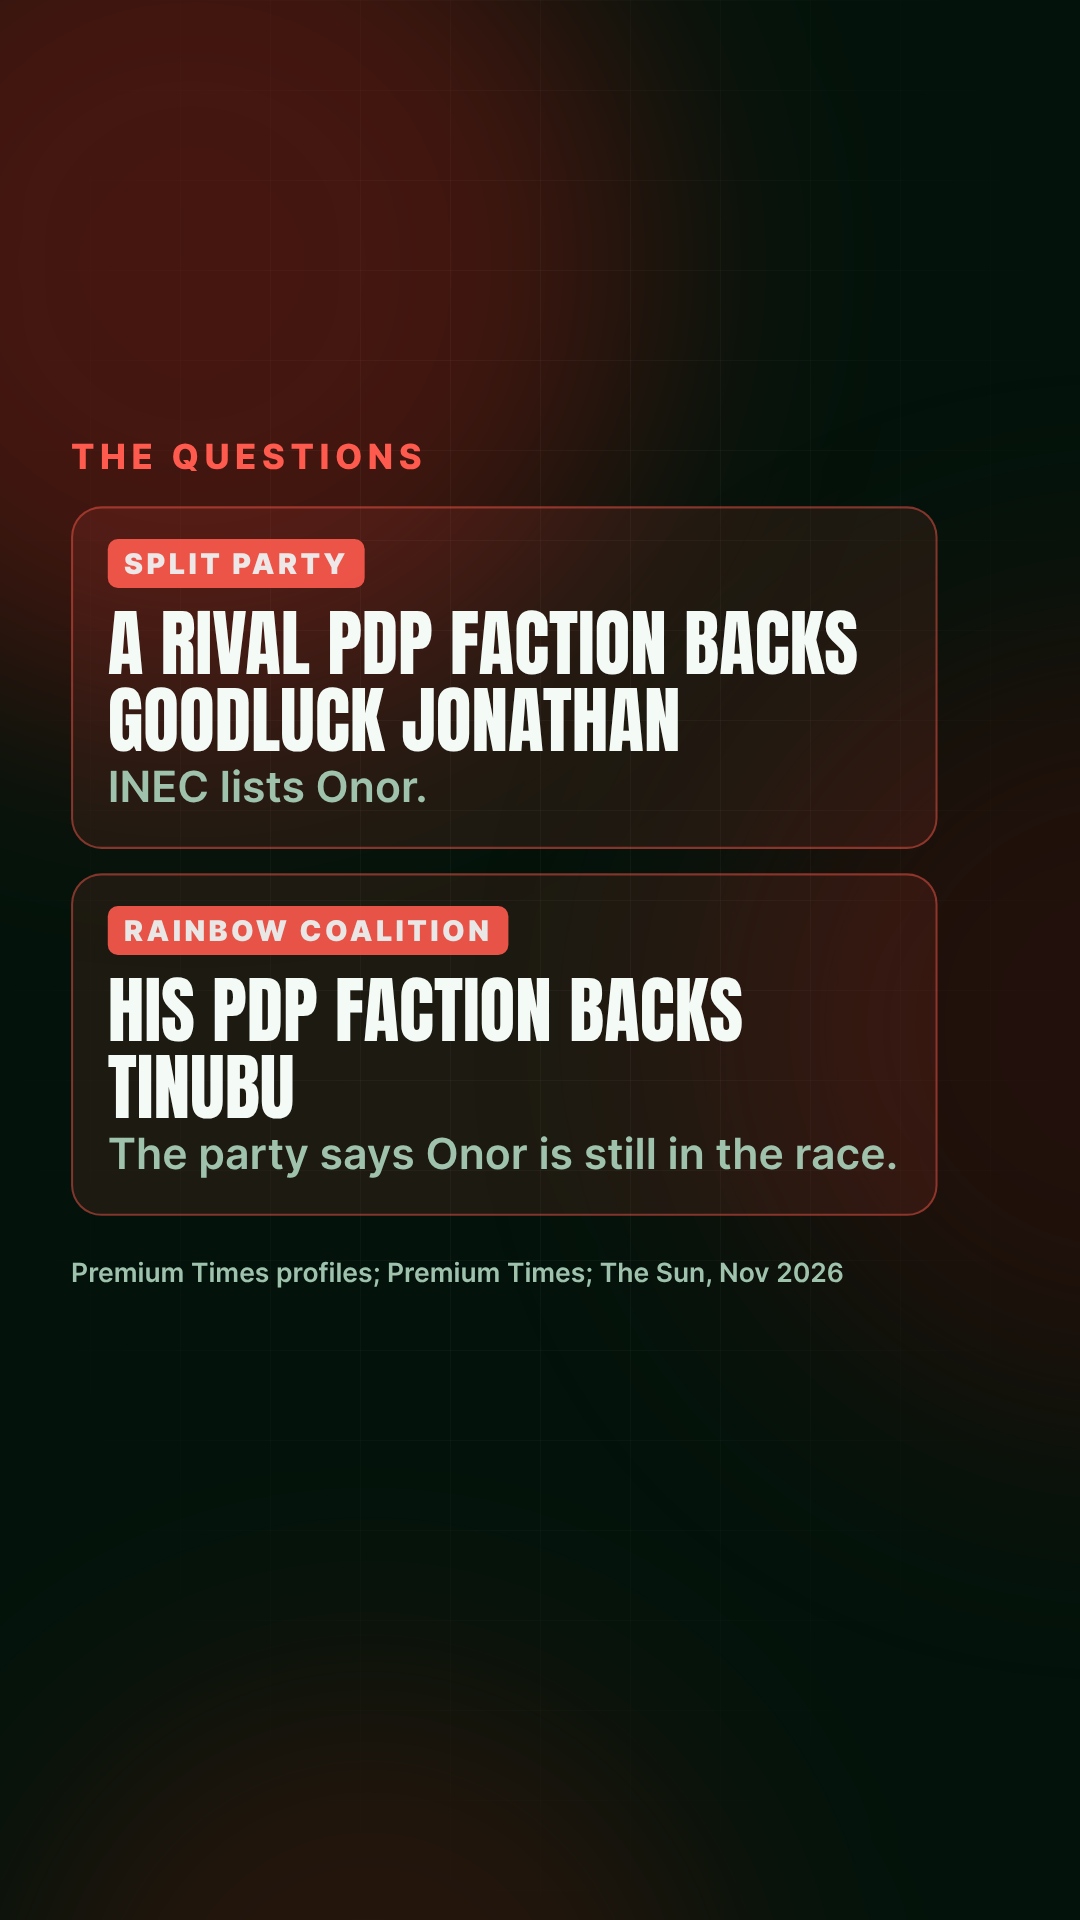 THE QUESTIONS
SPLIT PARTY
A RIVAL PDP FACTION BACKS
GOODLUCK JONATHAN
INEC lists Onor.
RAINBOW COALITION
HIS PDP FACTION BACKS
TINUBU
The party says Onor is still in the race.
Premium Times profiles; Premium Times; The Sun, Nov 2026